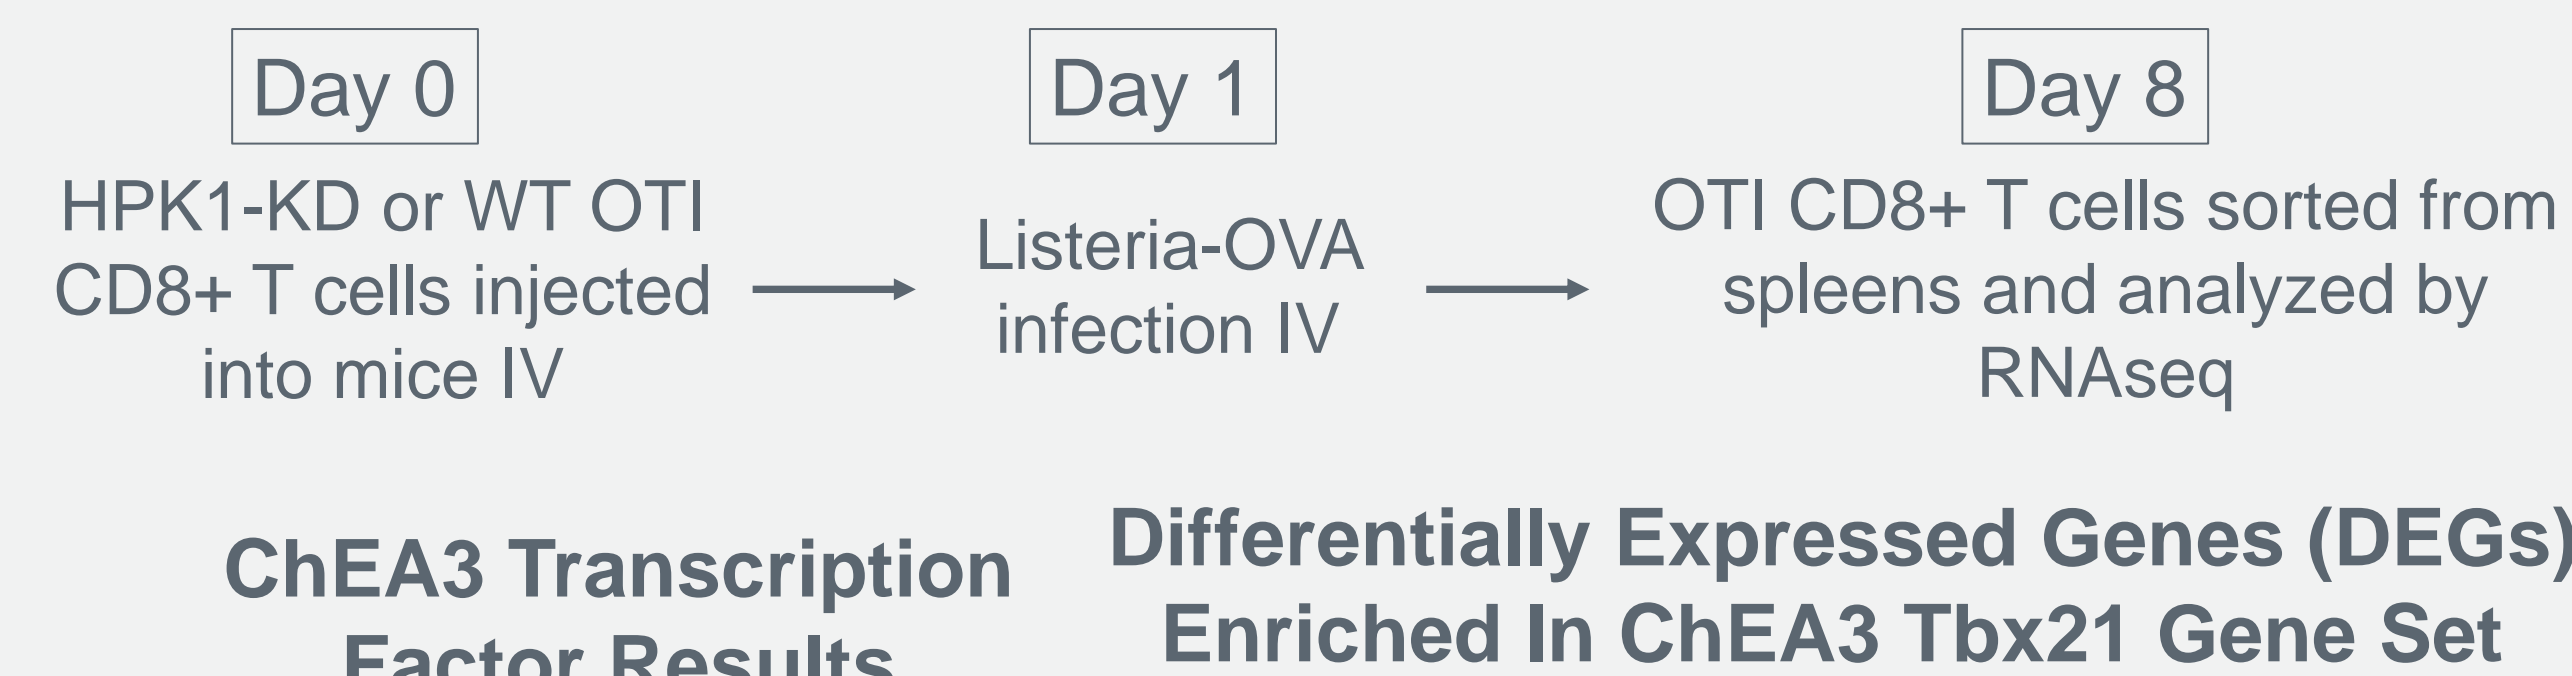 Day 0
HPK1-KD or WT OTI
CD8+ T cells injected
into mice IV
Day 1
Listeria-OVA
infection IV
Day 8
OTI CD8+ T cells sorted from
spleens and analyzed by
RNAseq
ChEA3 Transcription
Factor Results
Differentially Expressed Genes (DEGs)
Enriched In ChEA3 Tbx21 Gene Set